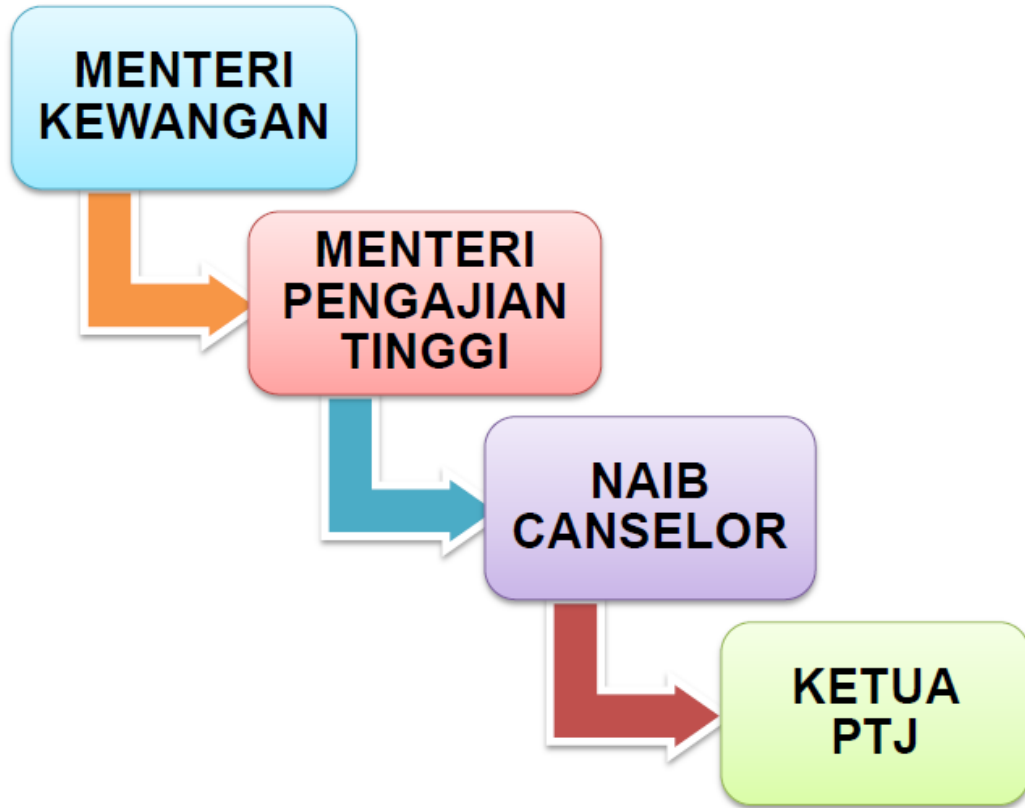 MENTERI
KEWANGAN
MENTERI
PENGAJIAN
TINGGI
NAIB
CANSELOR
KETUA
PTJ